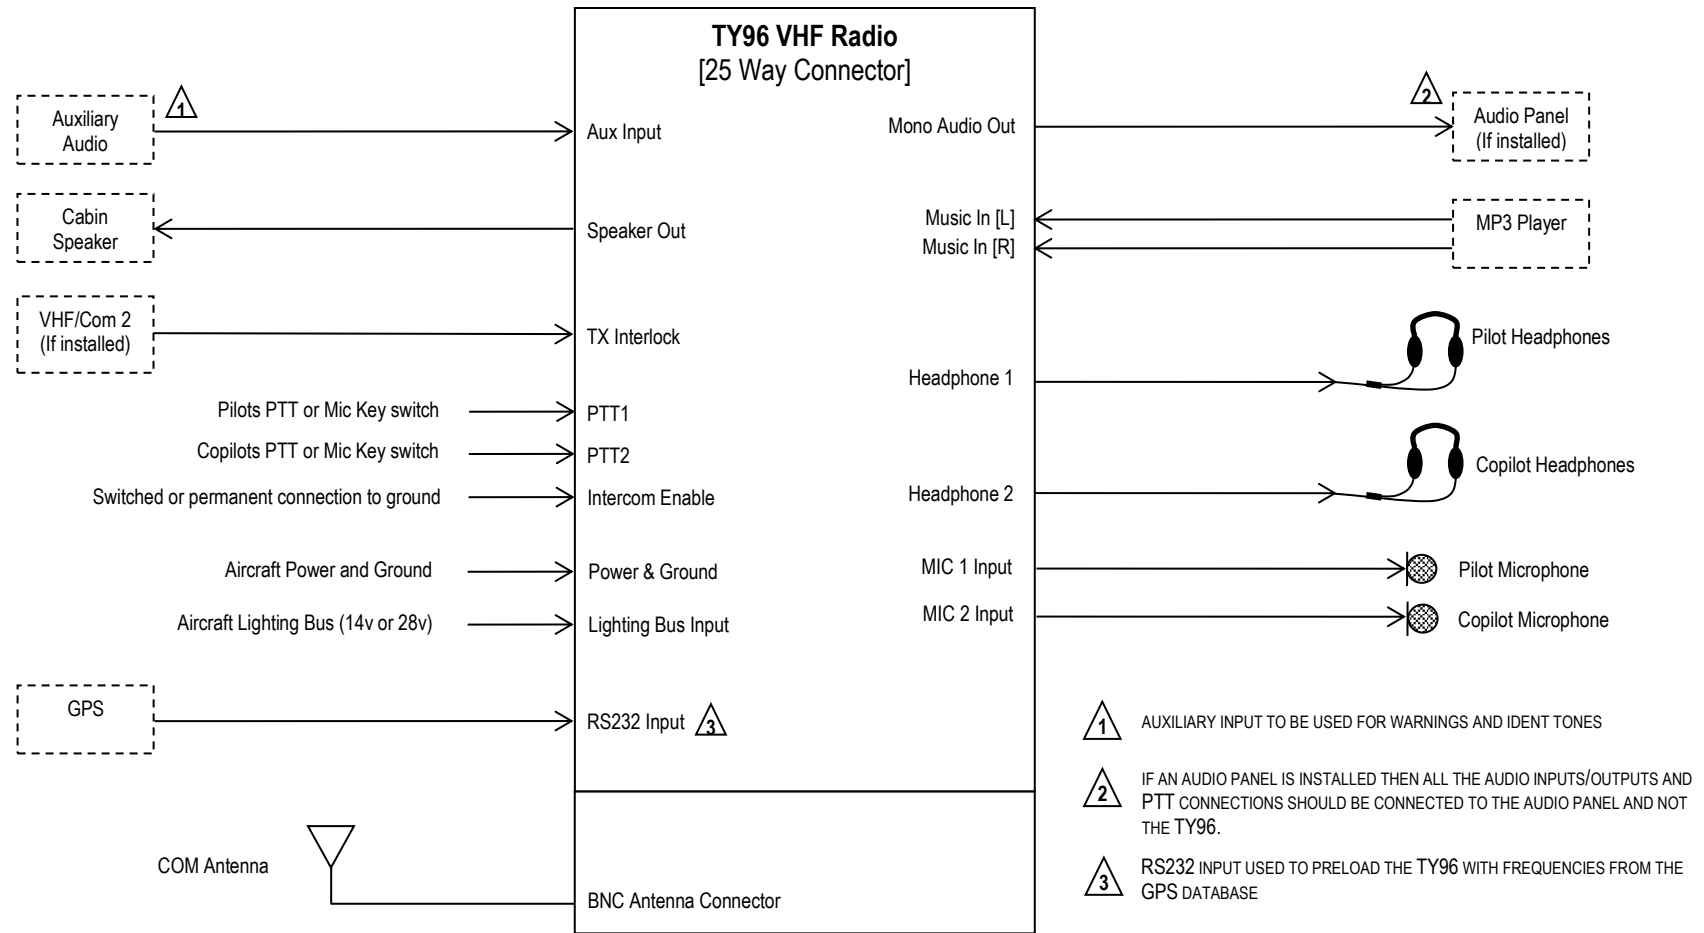 TY96 VHF Radio
[25 Way Connector]
1
Auxiliary
Audio
Aux Input
Cabin
Speaker
Speaker Out
VHF/Com 2
(If installed)
TX Interlock
Pilots PTT or Mic Key switch
PTT1
Copilots PTT or Mic Key switch
PTT2
Switched or permanent connection to ground
Intercom Enable
Aircraft Power and Ground
Power & Ground
Aircraft Lighting Bus (14v or 28v)
Lighting Bus Input
GPS
RS232 Input
3
COM Antenna
BNC Antenna Connector
2
Mono Audio Out
Audio Panel
(If installed)
Music In [L]
Music In [R]
MP3 Player
Pilot Headphones
Headphone 1
Copilot Headphones
Headphone 2
MIC 1 Input
Pilot Microphone
MIC 2 Input
Copilot Microphone
1
AUXILIARY INPUT TO BE USED FOR WARNINGS AND IDENT TONES
2
IF AN AUDIO PANEL IS INSTALLED THEN ALL THE AUDIO INPUTS/OUTPUTS AND
PTT CONNECTIONS SHOULD BE CONNECTED TO THE AUDIO PANEL AND NOT
THE TY96.
3
RS232 INPUT USED TO PRELOAD THE TY96 WITH FREQUENCIES FROM THE
GPS DATABASE